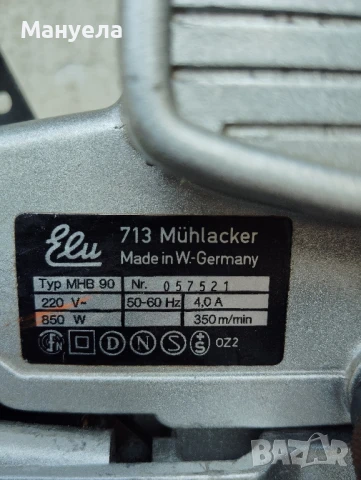 Мануела
Elu
713 Mühlacker
Made in W.-Germany
Typ MHB 90 Nr. 057521
220 V~ 50-60 Hz 4,0 A
850 W 350 m/min
D N S S OZ2
bazar